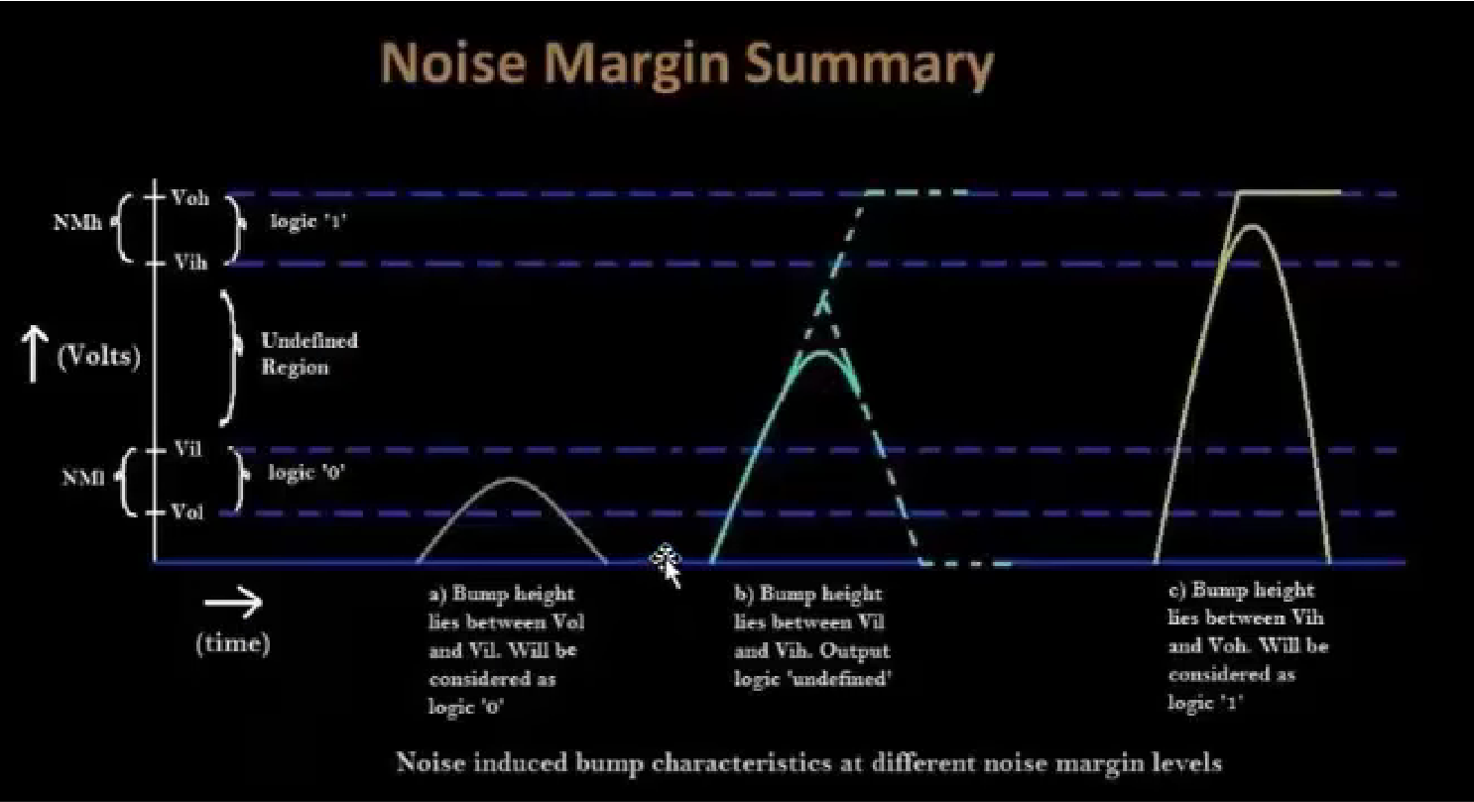 Noise Margin Summary
Voh
NMh
logic '1'
Vih
Undefined
Region
(Volts)
Vil
NMl
logic '0'
Vol
(time)
a) Bump height
lies between Vol
and Vil. Will be
considered as
logic '0'
b) Bump height
lies between Vil
and Vih. Output
logic 'undefined'
c) Bump height
lies between Vih
and Voh. Will be
considered as
logic '1'
Noise induced bump characteristics at different noise margin levels